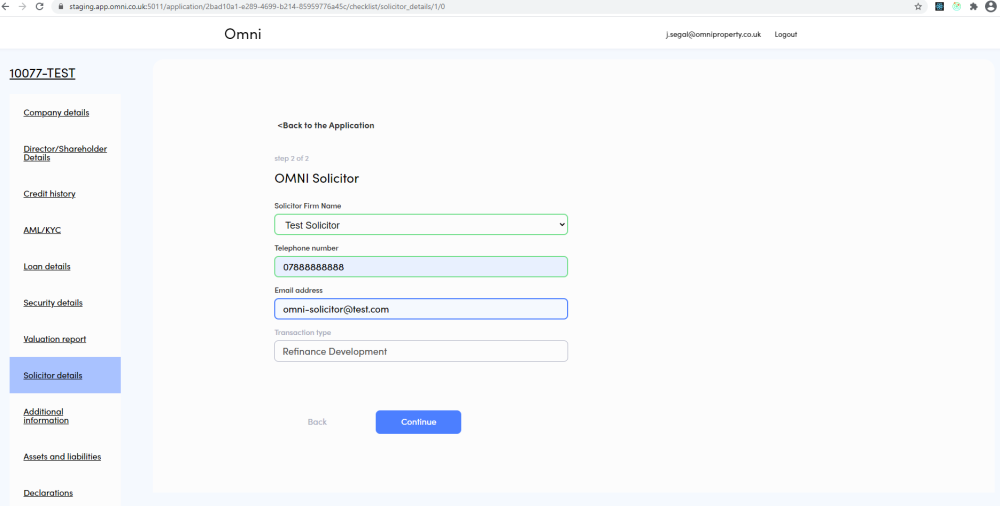 staging.app.omni.co.uk:5011/application/2bad10a1-e289-4699-b214-85959776a45c/checklist/solicitor_details/1/0
Omni
j.segal@omniproperty.co.uk
Logout
10077-TEST
Company details
Director/Shareholder
Details
Credit history
AML/KYC
Loan details
Security details
Valuation report
Solicitor details
Additional
information
Assets and liabilities
Declarations
<Back to the Application
step 2 of 2
OMNI Solicitor
Solicitor Firm Name
Test Solicitor
Telephone number
07888888888
Email address
omni-solicitor@test.com
Transaction type
Refinance Development
Back
Continue